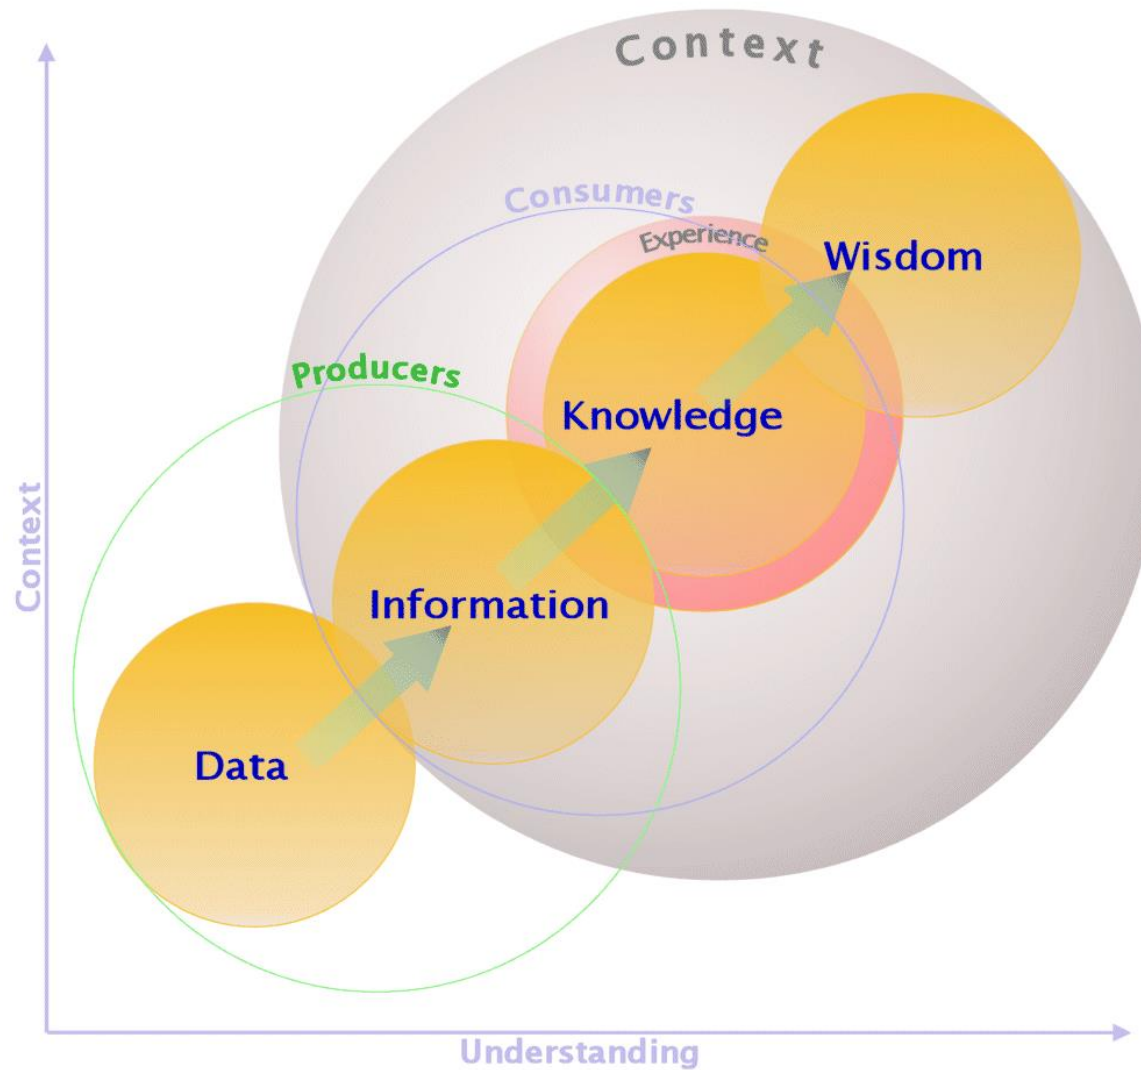 Context
Consumers
Experience
Wisdom
Producers
Knowledge
Context
Information
Data
Understanding